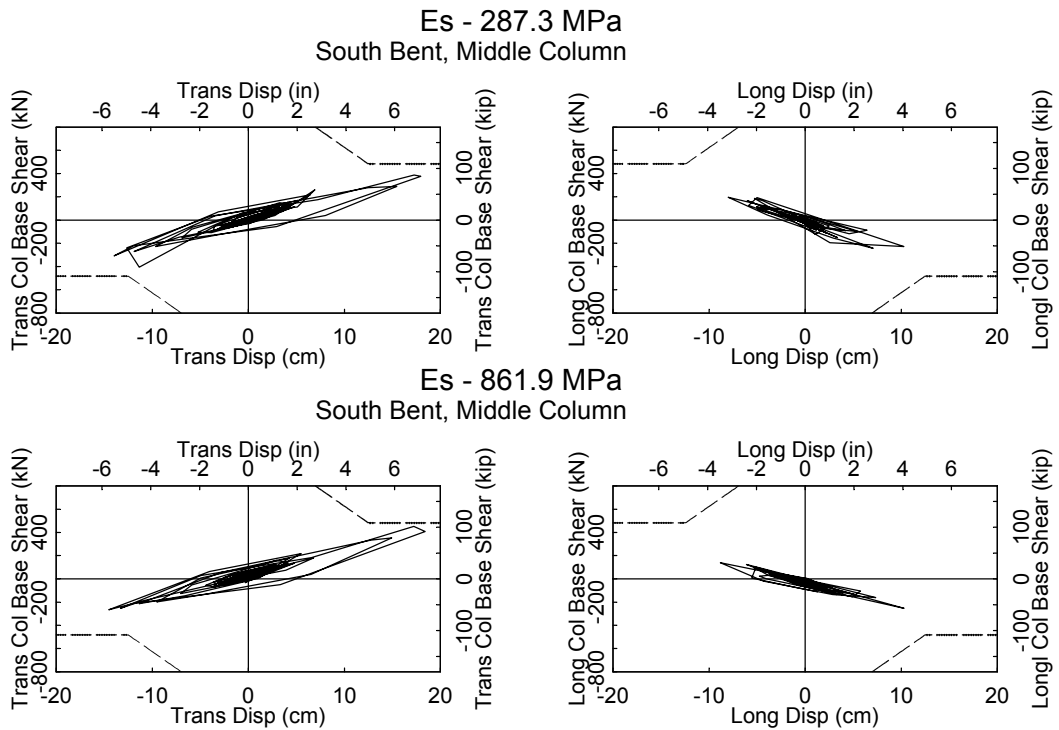 Es - 287.3 MPa
South Bent, Middle Column
Trans Disp (in)
-6 -4 -2 0 2 4 6
Trans Col Base Shear (kN)
400
-200
-800
Trans Col Base Shear (kip)
100
0
-100
-20 -10 0 10 20
Trans Disp (cm)
Long Disp (in)
-6 -4 -2 0 2 4 6
Long Col Base Shear (kN)
400
-200
-800
Longl Col Base Shear (kip)
100
0
-100
-20 -10 0 10 20
Long Disp (cm)
Es - 861.9 MPa
South Bent, Middle Column
Trans Disp (in)
-6 -4 -2 0 2 4 6
Trans Col Base Shear (kN)
400
-200
-800
Trans Col Base Shear (kip)
100
0
-100
-20 -10 0 10 20
Trans Disp (cm)
Long Disp (in)
-6 -4 -2 0 2 4 6
Long Col Base Shear (kN)
400
-200
-800
Longl Col Base Shear (kip)
100
0
-100
-20 -10 0 10 20
Long Disp (cm)